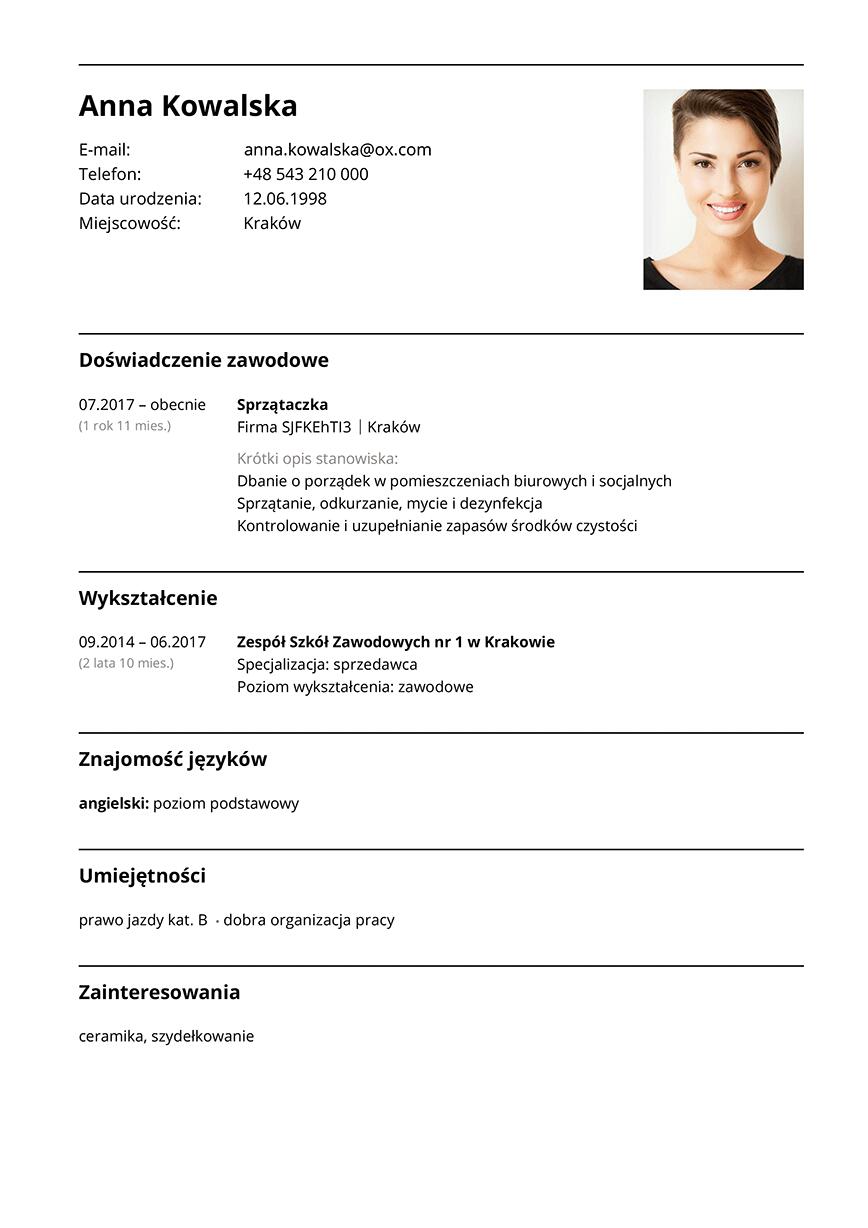 Anna Kowalska
E-mail: anna.kowalska@ox.com
Telefon: +48 543 210 000
Data urodzenia: 12.06.1998
Miejscowość: Kraków
Doświadczenie zawodowe
07.2017 – obecnie Sprzątaczka
(1 rok 11 mies.) Firma SJFKEhTI3 | Kraków
Krótki opis stanowiska:
Dbanie o porządek w pomieszczeniach biurowych i socjalnych
Sprzątanie, odkurzanie, mycie i dezynfekcja
Kontrolowanie i uzupełnianie zapasów środków czystości
Wykształcenie
09.2014 – 06.2017 Zespół Szkół Zawodowych nr 1 w Krakowie
(2 lata 10 mies.) Specjalizacja: sprzedawca
Poziom wykształcenia: zawodowe
Znajomość języków
angielski: poziom podstawowy
Umiejętności
prawo jazdy kat. B · dobra organizacja pracy
Zainteresowania
ceramika, szydełkowanie